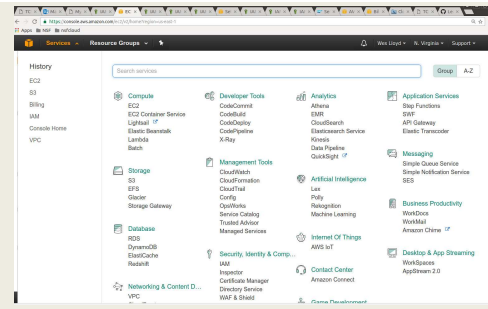 https://console.aws.amazon.com
Apps NSF nsfcloud
Services Resource Groups
Wes Lloyd N. Virginia Support
History
EC2
S3
Billing
IAM
Console Home
VPC
Search services
Group A-Z
Compute
EC2
EC2 Container Service
Lightsail
Elastic Beanstalk
Lambda
Batch
Storage
S3
EFS
Glacier
Storage Gateway
Database
RDS
DynamoDB
ElastiCache
Redshift
Networking & Content D...
VPC
Developer Tools
CodeCommit
CodeBuild
CodeDeploy
CodePipeline
X-Ray
Management Tools
CloudWatch
CloudFormation
CloudTrail
Config
OpsWorks
Service Catalog
Trusted Advisor
Managed Services
Security, Identity & Comp...
IAM
Inspector
Certificate Manager
Directory Service
WAF & Shield
Analytics
Athena
EMR
CloudSearch
Elasticsearch Service
Kinesis
Data Pipeline
QuickSight
Artificial Intelligence
Lex
Polly
Rekognition
Machine Learning
Internet Of Things
AWS IoT
Contact Center
Amazon Connect
Game Development
Application Services
Step Functions
SWF
API Gateway
Elastic Transcoder
Messaging
Simple Queue Service
Simple Notification Service
SES
Business Productivity
WorkDocs
WorkMail
Amazon Chime
Desktop & App Streaming
WorkSpaces
AppStream 2.0